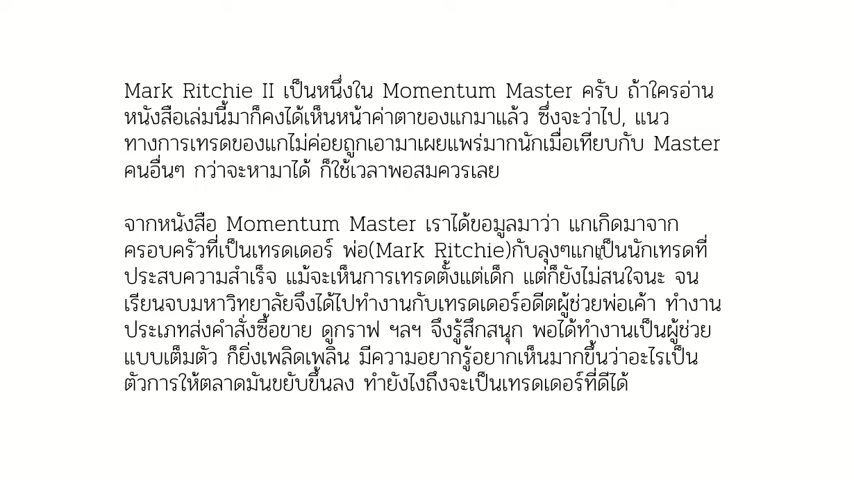 Mark Ritchie II เป็นหนึ่งใน Momentum Master ครับ ถ้าใครอ่าน
หนังสือเล่มนี้มาก็คงได้เห็นหน้าค่าตาของแกมาแล้ว ซึ่งจะว่าไป, แนว
ทางการเทรดของแกไม่ค่อยถูกเอามาเผยแพร่มากนักเมื่อเทียบกับ Master
คนอื่นๆ กว่าจะหามาได้ ก็ใช้เวลาพอสมควรเลย
จากหนังสือ Momentum Master เราได้ขอมูลมาว่า แกเกิดมาจาก
ครอบครัวที่เป็นเทรดเดอร์ พ่อ(Mark Ritchie)กับลุงๆแกเป็นนักเทรดที่
ประสบความสำเร็จ แม้จะเห็นการเทรดตั้งแต่เด็ก แต่ก็ยังไม่สนใจนะ จน
เรียนจบมหาวิทยาลัยจึงได้ไปทำงานกับเทรดเดอร์อดีตผู้ช่วยพ่อเค้า ทำงาน
ประเภทส่งคำสั่งซื้อขาย ดูกราฟ ฯลฯ จึงรู้สึกสนุก พอได้ทำงานเป็นผู้ช่วย
แบบเต็มตัว ก็ยิ่งเพลิดเพลิน มีความอยากรู้อยากเห็นมากขึ้นว่าอะไรเป็น
ตัวการให้ตลาดมันขยับขึ้นลง ทำยังไงถึงจะเป็นเทรดเดอร์ที่ดีได้